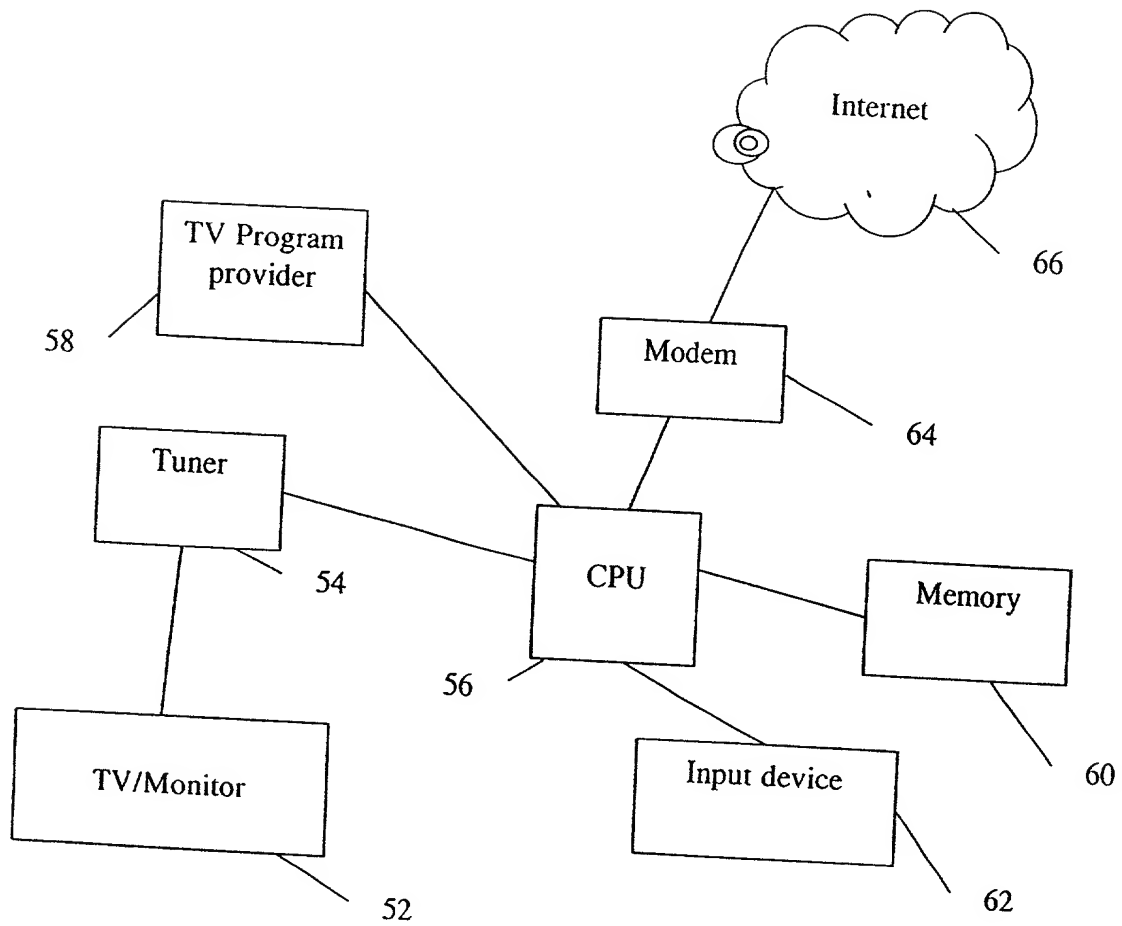 Internet
66
TV Program
provider
58
Modem
64
Tuner
54
CPU
56
Memory
60
TV/Monitor
52
Input device
62